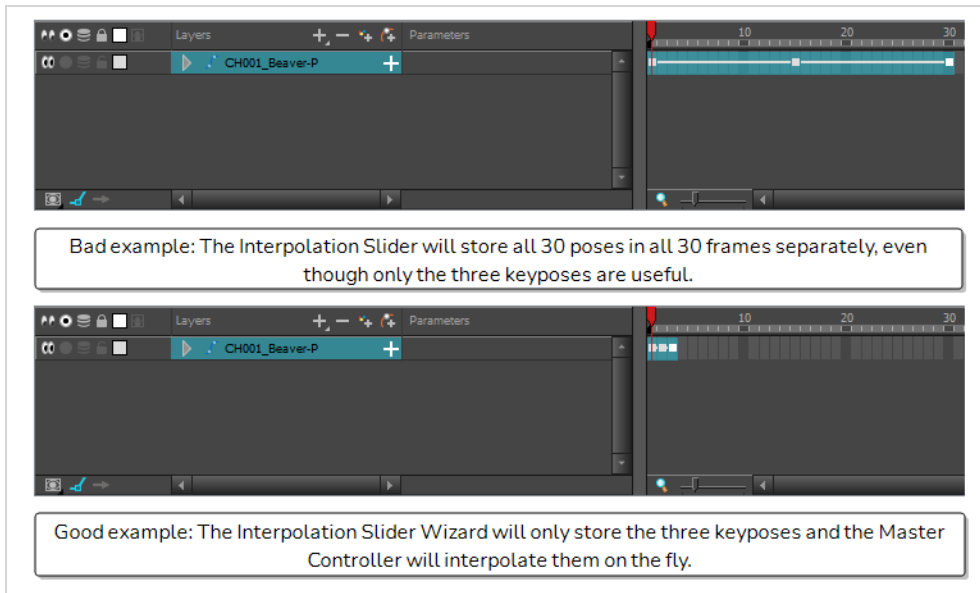 Layers
Parameters
10 20 30
CH001_Beaver-P
Bad example: The Interpolation Slider will store all 30 poses in all 30 frames separately, even
though only the three keyposes are useful.
Layers
Parameters
10 20 30
CH001_Beaver-P
Good example: The Interpolation Slider Wizard will only store the three keyposes and the Master
Controller will interpolate them on the fly.